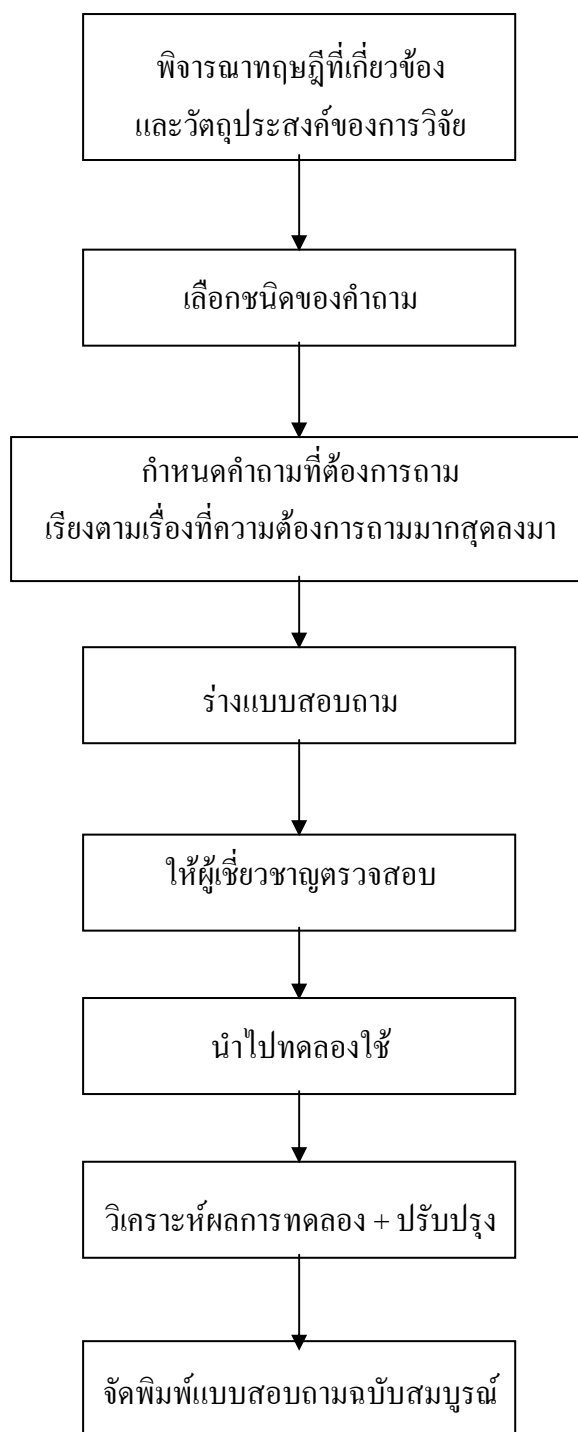 พิจารณาทฤษฎีที่เกี่ยวข้อง
และวัตถุประสงค์ของการวิจัย
เลือกชนิดของคำถาม
กำหนดคำถามที่ต้องการถาม
เรียงตามเรื่องที่ความต้องการถามมากสุดลงมา
ร่างแบบสอบถาม
ให้ผู้เชี่ยวชาญตรวจสอบ
นำไปทดลองใช้
วิเคราะห์ผลการทดลอง + ปรับปรุง
จัดพิมพ์แบบสอบถามฉบับสมบูรณ์